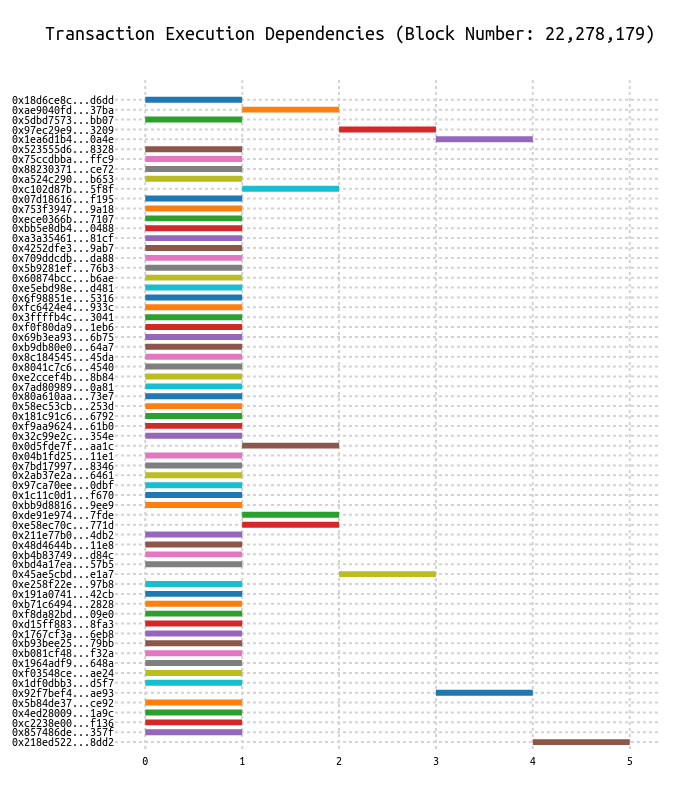 Transaction Execution Dependencies (Block Number: 22,278,179)
0x18d6ce8c...d6dd
0xae9040fd...37ba
0x5dbd7573...bb07
0x97ec29e9...3209
0x1ea6d1b4...0a4e
0x523555d6...8328
0x75ccdbba...ffc9
0x88230371...ce72
0xa524c290...b653
0xc102d87b...5f8f
0x07d18616...f195
0x753f3947...9a18
0xece0366b...7107
0xbb5e8db4...0488
0xa3a35461...81cf
0x4252dfe3...9ab7
0x709ddcdb...da88
0x5b9281ef...76b3
0x60874bcc...b6ae
0xe5ebd98e...d481
0x6f98851e...5316
0xfc6424e4...933c
0x3ffffb4c...3041
0xf0f80da9...1eb6
0x69b3ea93...6b75
0xb9db80e0...64a7
0x8c184545...45da
0x8041c7c6...4540
0xe2ccef4b...8b84
0x7ad80989...0a81
0x80a610aa...73e7
0x58ec53cb...253d
0x181c91c6...6792
0xf9aa9624...61b0
0x32c99e2c...354e
0x0d5fde7f...aa1c
0x04b1fd25...11e1
0x7bd17997...8346
0x2ab37e2a...6461
0x97ca70ee...0dbf
0x1c11c0d1...f670
0xbb9d8816...9ee9
0xde91e974...7fde
0xe58ec70c...771d
0x211e77b0...4db2
0x48d4644b...11e8
0xb4b83749...d84c
0xbd4a17ea...57b5
0x45ae5cbd...e1a7
0xe258f22e...97b8
0x191a0741...42cb
0xb71c6494...2828
0xf8da82bd...09e0
0xd15ff883...8fa3
0x1767cf3a...6eb8
0xb93bee25...79bb
0xb081cf48...f32a
0x1964adf9...648a
0xf03548ce...ae24
0x1df0dbb3...d5f7
0x92f7bef4...ae93
0x5b84de37...ce92
0x4ed28009...1a9c
0xc2238e00...f136
0x857486de...357f
0x218ed522...8dd2
0 1 2 3 4 5